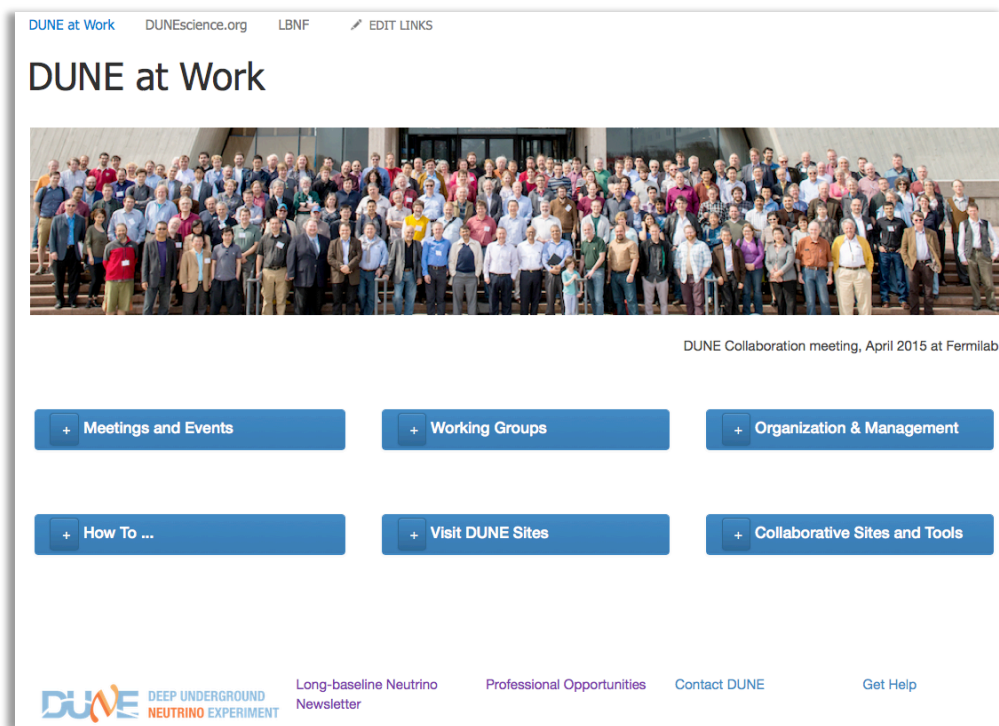 DUNE at Work DUNEscience.org LBNF EDIT LINKS
DUNE at Work
DUNE Collaboration meeting, April 2015 at Fermilab
+ Meetings and Events
+ Working Groups
+ Organization & Management
+ How To ...
+ Visit DUNE Sites
+ Collaborative Sites and Tools
DUNE
DEEP UNDERGROUND
NEUTRINO EXPERIMENT
Long-baseline Neutrino
Newsletter
Professional Opportunities
Contact DUNE
Get Help